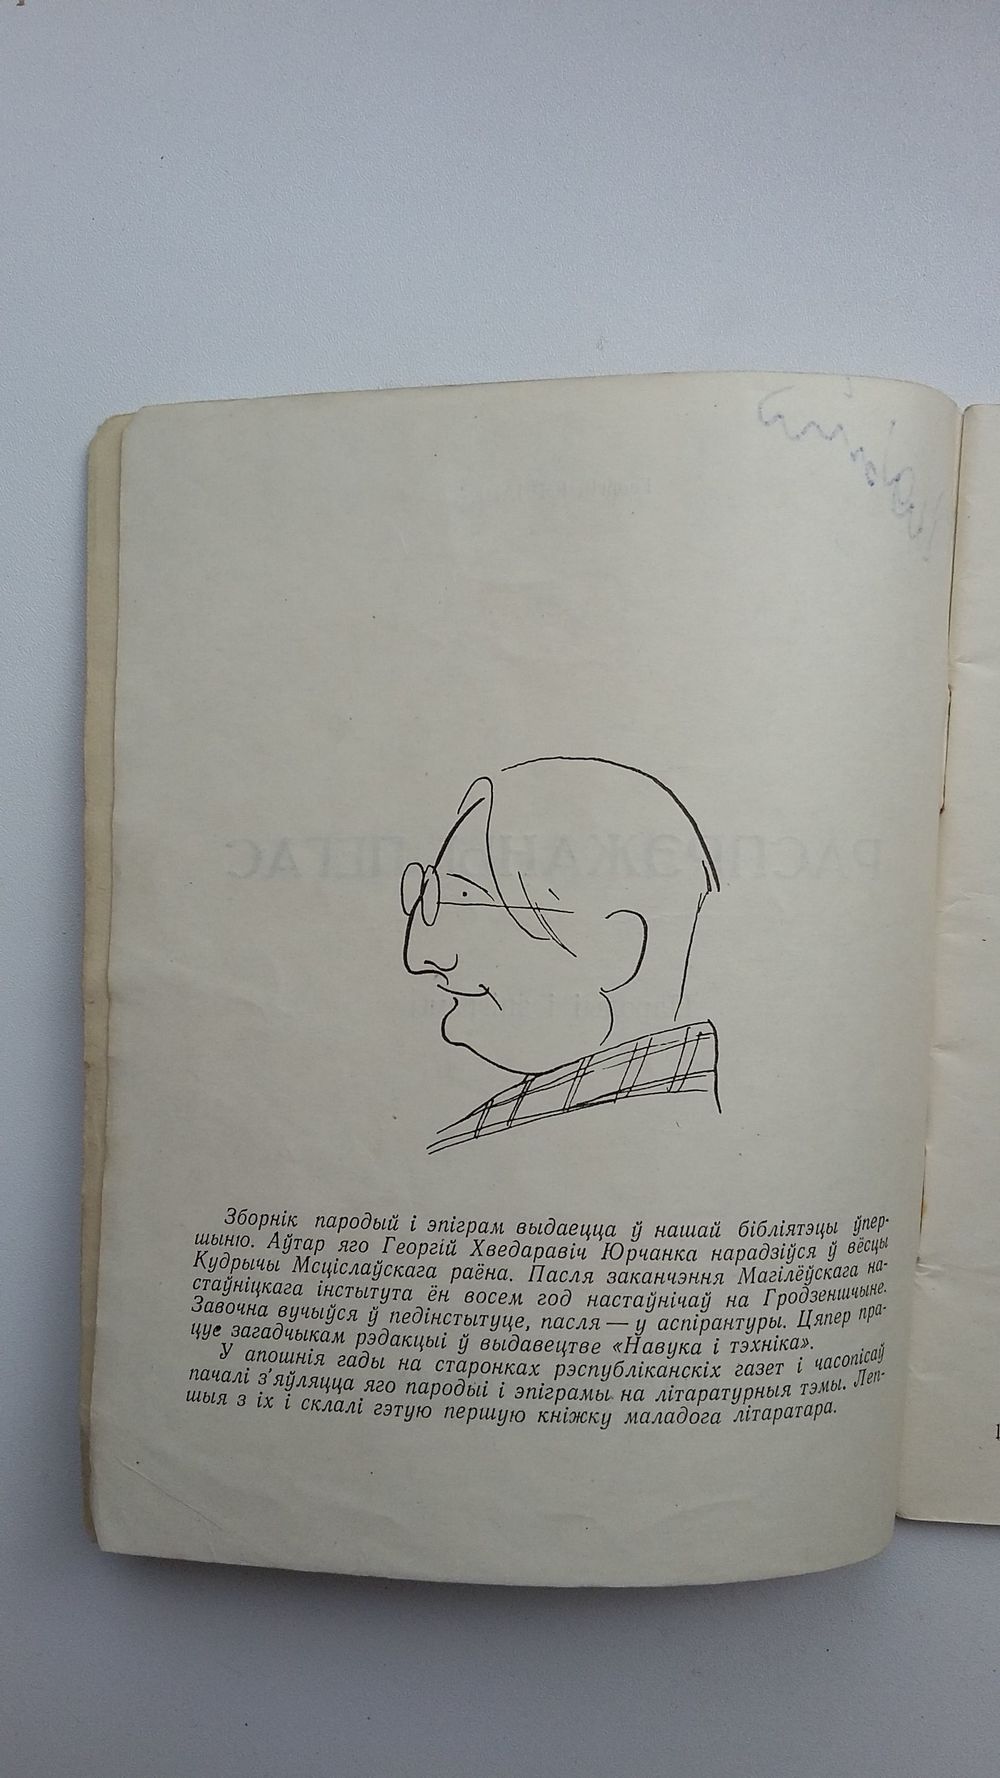 Зборнік пародый і эпіграм выдаецца ў нашай бібліятэцы ўпер-
шыню. Аўтар яго Георгій Хведаравіч Юрчанка нарадзіўся ў вёсцы
Кудрычы Мсціслаўскага раёна. Пасля заканчэння Магілёўскага на-
стаўніцкага інстытута ён восем год настаўнічаў на Гродзеншчыне.
Завочна вучыўся ў педінстытуце, пасля — у аспірантуры. Цяпер пра-
цуе загадчыкам рэдакцыі ў выдавецтве «Навука і тэхніка».
У апошнія гады на старонках рэспубліканскіх газет і часопісаў
пачалі з'яўляцца яго пародыі і эпіграмы на літаратурныя тэмы. Леп-
шыя з іх і склалі гэтую першую кніжку маладога літаратара.